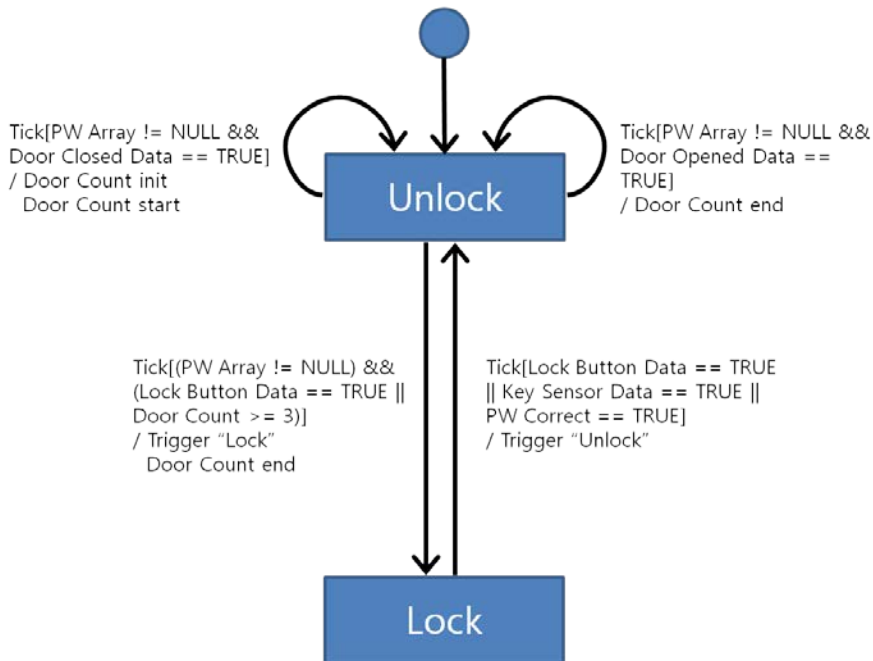 Tick[PW Array != NULL &&
Door Closed Data == TRUE]
/ Door Count init
Door Count start
Tick[PW Array != NULL &&
Door Opened Data ==
TRUE]
/ Door Count end
Unlock
Tick[(PW Array != NULL) &&
(Lock Button Data == TRUE ||
Door Count >= 3)]
/ Trigger “Lock”
Door Count end
Tick[Lock Button Data == TRUE
|| Key Sensor Data == TRUE ||
PW Correct == TRUE]
/ Trigger “Unlock”
Lock